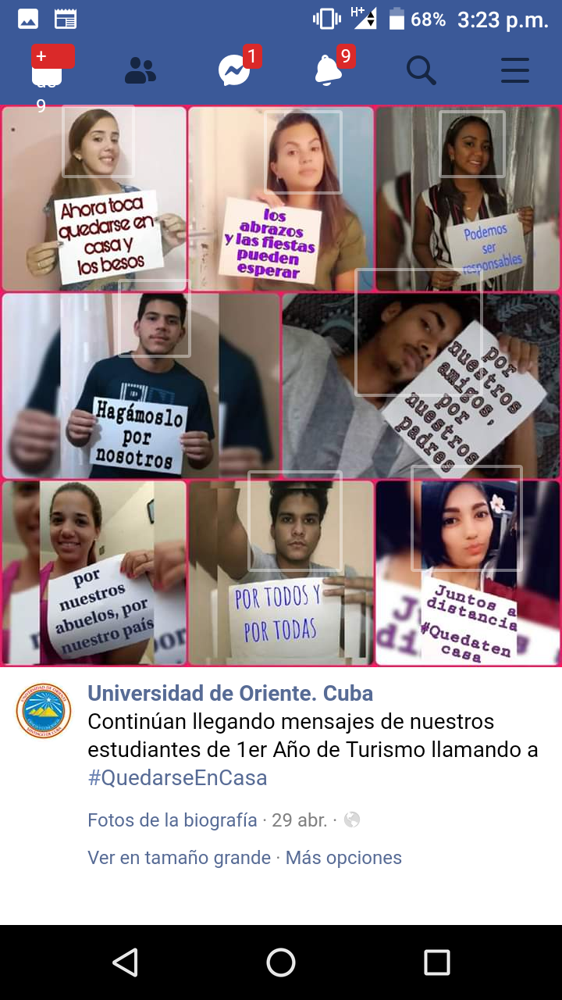 H+ 68% 3:23 p.m.
+
de
9
1
9
Ahora toca
quedarse en
casa y
los besos
los
abrazos
y las fiestas
pueden
esperar
Podemos
ser
responsables
Hagámoslo
por
nosotros
por
nuestros
amigos,
por
nuestros
padres
por
nuestros
abuelos, por
nuestro país
POR TODOS Y
POR TODAS
Juntos a
distancia
#Quedaten
casa
Universidad de Oriente. Cuba
Continúan llegando mensajes de nuestros
estudiantes de 1er Año de Turismo llamando a
#QuedarseEnCasa
Fotos de la biografía · 29 abr. ·
Ver en tamaño grande · Más opciones